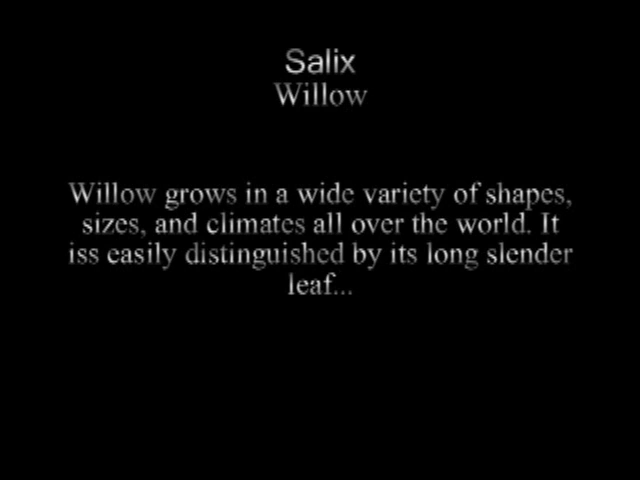 Salix
Willow
Willow grows in a wide variety of shapes,
sizes, and climates all over the world. It
iss easily distinguished by its long slender
leaf...